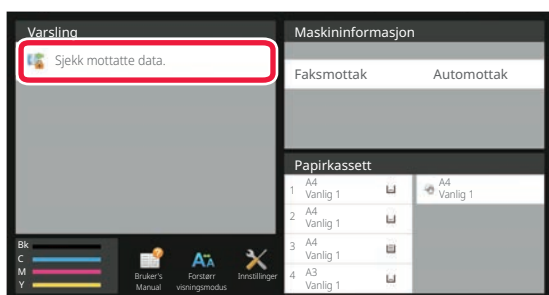 Varsling
Sjekk mottatte data.
Maskininformasjon
Faksmottak Automottak
Papirkassett
1 A4
Vanlig 1
2 A4
Vanlig 1
3 A4
Vanlig 1
4 A3
Vanlig 1
A4
Vanlig 1
Bk
C
M
Y
Bruker's
Manual
Forstørr
visningsmodus
Innstillinger